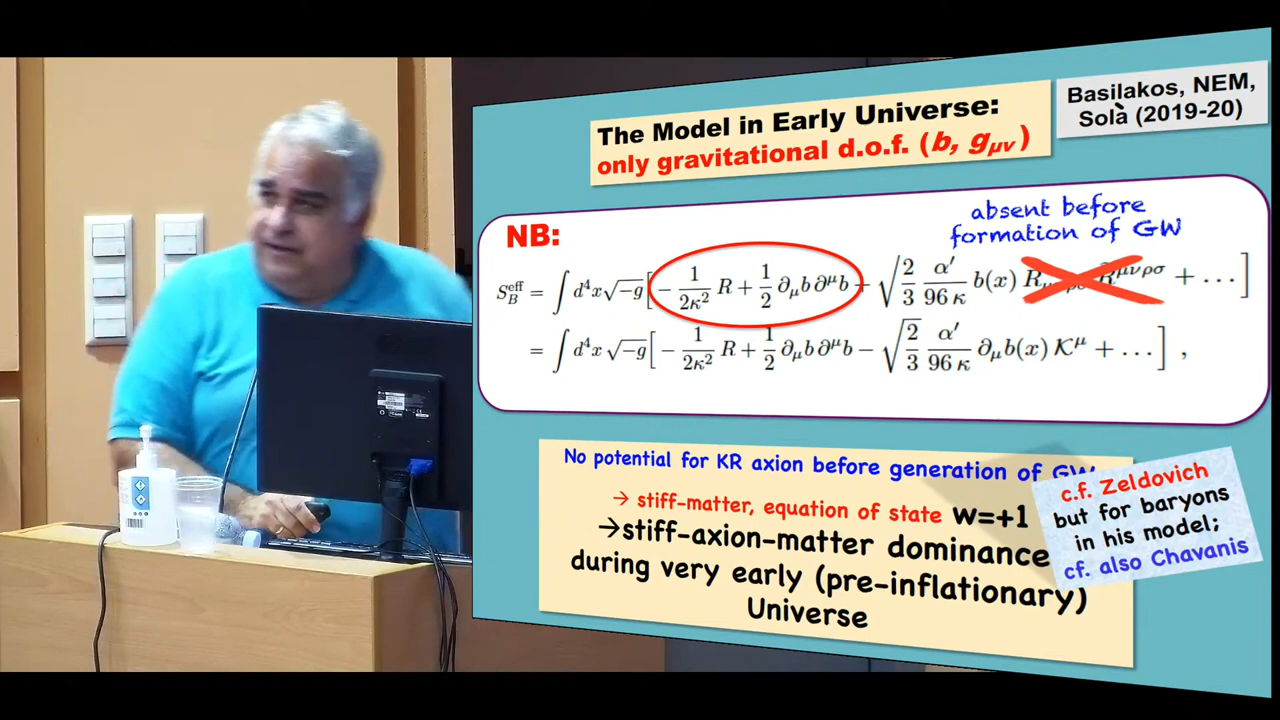 The Model in Early Universe:
only gravitational d.o.f. (b, gμν)
Basilakos, NEM,
Solà (2019-20)
NB:
absent before
formation of GW
S_B^eff = ∫ d⁴x √−g [ − 1/2κ² R + 1/2 ∂μb ∂^μb − √(2/3) α′/96κ b(x) R R̃^μνρσ + … ]
= ∫ d⁴x √−g [ − 1/2κ² R + 1/2 ∂μb ∂^μb − √(2/3) α′/96κ ∂μb(x) 𝒦^μ + … ] ,
No potential for KR axion before generation of GW
→ stiff-matter, equation of state w=+1
→stiff-axion-matter dominance
during very early (pre-inflationary)
Universe
c.f. Zeldovich
but for baryons
in his model;
cf. also Chavanis